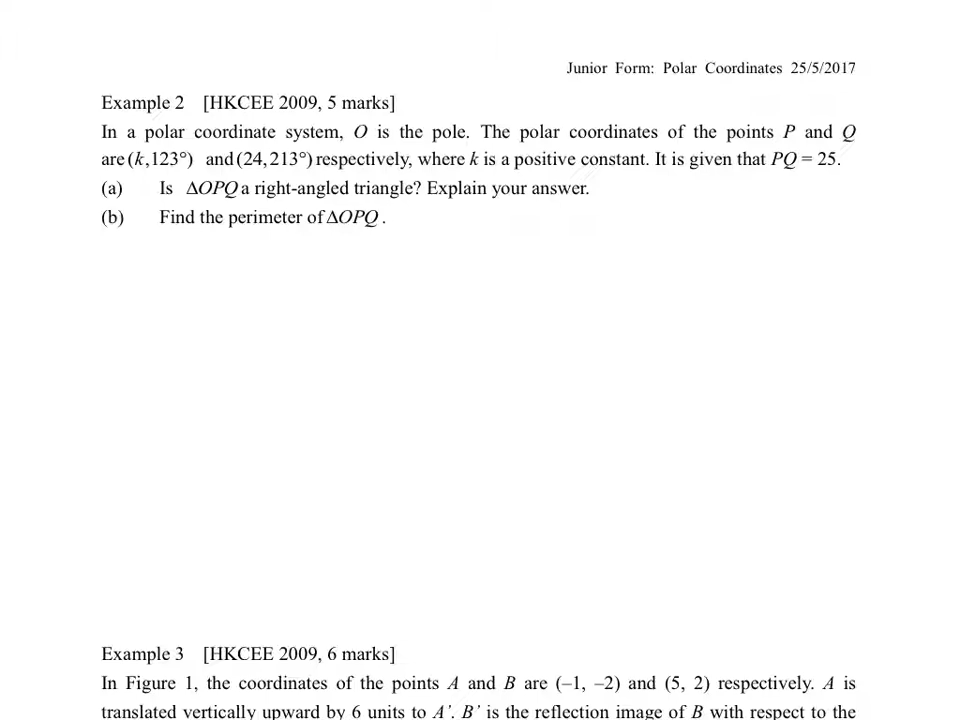 Junior Form: Polar Coordinates 25/5/2017
Example 2 [HKCEE 2009, 5 marks]
In a polar coordinate system, O is the pole. The polar coordinates of the points P and Q
are (k,123°) and (24,213°) respectively, where k is a positive constant. It is given that PQ = 25.
(a) Is ΔOPQ a right-angled triangle? Explain your answer.
(b) Find the perimeter of ΔOPQ.
Example 3 [HKCEE 2009, 6 marks]
In Figure 1, the coordinates of the points A and B are (–1, –2) and (5, 2) respectively. A is
translated vertically upward by 6 units to A’. B’ is the reflection image of B with respect to the